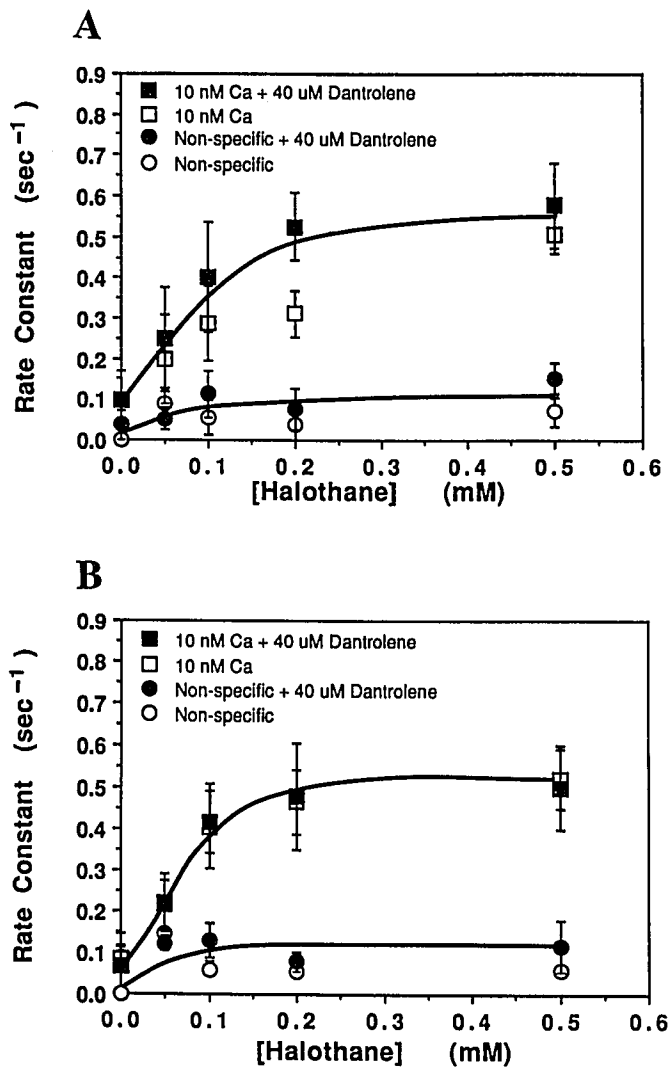 A
0.9
0.8
0.7
0.6
0.5
0.4
0.3
0.2
0.1
0.0
Rate Constant (sec⁻¹)
10 nM Ca + 40 uM Dantrolene
10 nM Ca
Non-specific + 40 uM Dantrolene
Non-specific
0.0 0.1 0.2 0.3 0.4 0.5 0.6
[Halothane] (mM)
B
0.9
0.8
0.7
0.6
0.5
0.4
0.3
0.2
0.1
0.0
Rate Constant (sec⁻¹)
10 nM Ca + 40 uM Dantrolene
10 nM Ca
Non-specific + 40 uM Dantrolene
Non-specific
0.0 0.1 0.2 0.3 0.4 0.5 0.6
[Halothane] (mM)